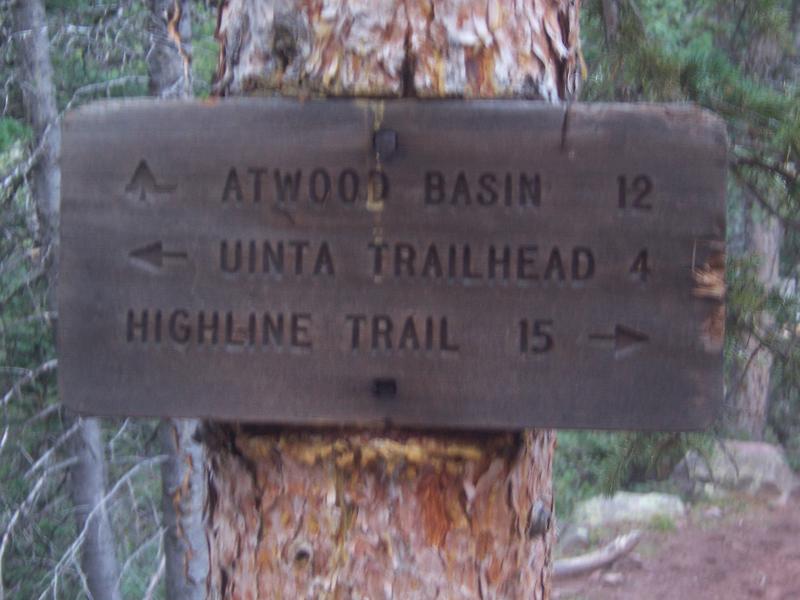 ATWOOD BASIN 12
UINTA TRAILHEAD 4
HIGHLINE TRAIL 15